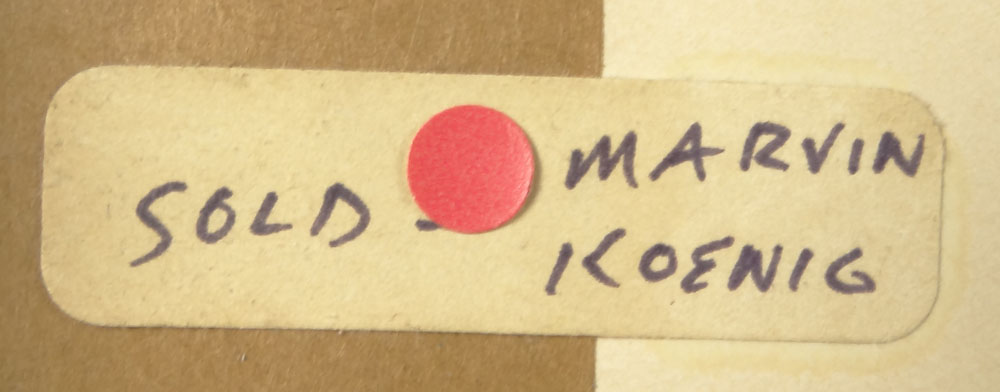 SOLD - MARVIN
KOENIG